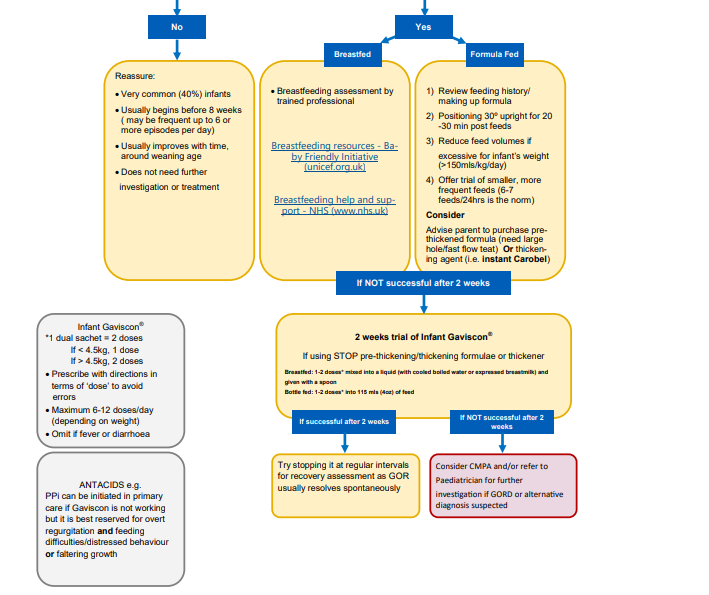 No
Yes
Breastfed
Formula Fed
Reassure:
• Very common (40%) infants
• Usually begins before 8 weeks
( may be frequent up to 6 or
more episodes per day)
• Usually improves with time,
around weaning age
• Does not need further
investigation or treatment
• Breastfeeding assessment by
trained professional
Breastfeeding resources - Ba-
by Friendly Initiative
(unicef.org.uk)
Breastfeeding help and sup-
port - NHS (www.nhs.uk)
1) Review feeding history/
making up formula
2) Positioning 30º upright for 20
-30 min post feeds
3) Reduce feed volumes if
excessive for infant's weight
(>150mls/kg/day)
4) Offer trial of smaller, more
frequent feeds (6-7
feeds/24hrs is the norm)
Consider
Advise parent to purchase pre-
thickened formula (need large
hole/fast flow teat) Or thicken-
ing agent (i.e. instant Carobel)
If NOT successful after 2 weeks
Infant Gaviscon®
*1 dual sachet = 2 doses
If < 4.5kg, 1 dose
If > 4.5kg, 2 doses
• Prescribe with directions in
terms of 'dose' to avoid
errors
• Maximum 6-12 doses/day
(depending on weight)
• Omit if fever or diarrhoea
2 weeks trial of Infant Gaviscon®
If using STOP pre-thickening/thickening formulae or thickener
Breastfed: 1-2 doses* mixed into a liquid (with cooled boiled water or expressed breastmilk) and
given with a spoon
Bottle fed: 1-2 doses* into 115 mls (4oz) of feed
If successful after 2 weeks
If NOT successful after 2
weeks
Try stopping it at regular intervals
for recovery assessment as GOR
usually resolves spontaneously
Consider CMPA and/or refer to
Paediatrician for further
investigation if GORD or alternative
diagnosis suspected
ANTACIDS e.g.
PPi can be initiated in primary
care if Gaviscon is not working
but it is best reserved for overt
regurgitation and feeding
difficulties/distressed behaviour
or faltering growth